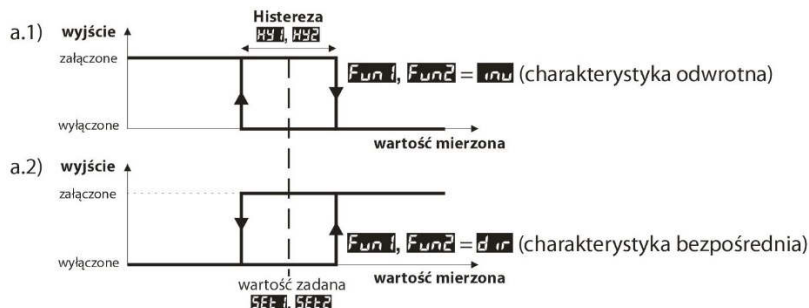 Histereza
HY1, HY2
a.1) wyjście
załączone
Fun1, Fun2 = inv (charakterystyka odwrotna)
wyłączone
wartość mierzona
a.2) wyjście
załączone
Fun1, Fun2 = dir (charakterystyka bezpośrednia)
wyłączone
wartość mierzona
wartość zadana
SEt1, SEt2